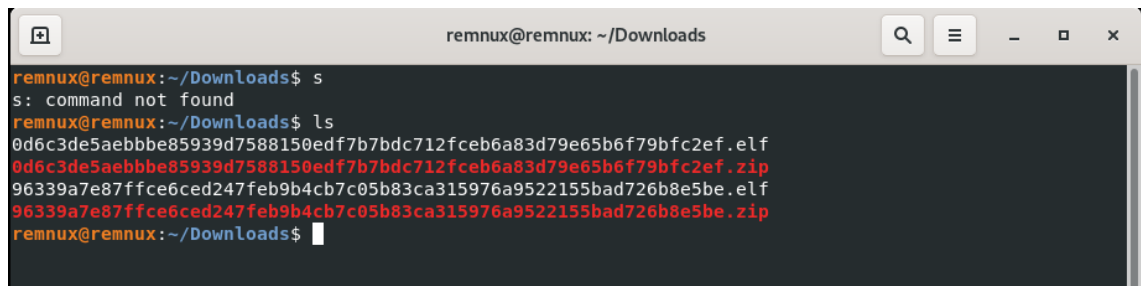 remnux@remnux: ~/Downloads
remnux@remnux:~/Downloads$ s
s: command not found
remnux@remnux:~/Downloads$ ls
0d6c3de5aebbbe85939d7588150edf7b7bdc712fceb6a83d79e65b6f79bfc2ef.elf
0d6c3de5aebbbe85939d7588150edf7b7bdc712fceb6a83d79e65b6f79bfc2ef.zip
96339a7e87ffce6ced247feb9b4cb7c05b83ca315976a9522155bad726b8e5be.elf
96339a7e87ffce6ced247feb9b4cb7c05b83ca315976a9522155bad726b8e5be.zip
remnux@remnux:~/Downloads$